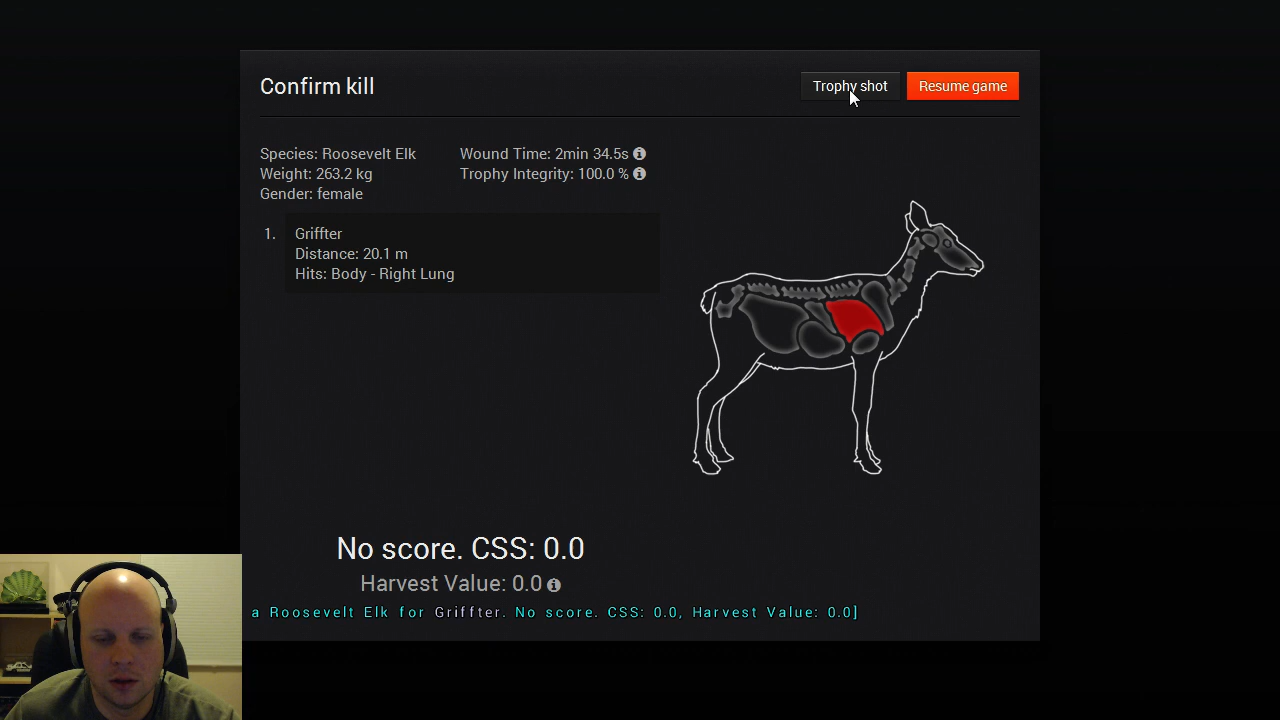 Confirm kill
Trophy shot
Resume game
Species: Roosevelt Elk
Weight: 263.2 kg
Gender: female
Wound Time: 2min 34.5s
Trophy Integrity: 100.0 %
1.
Griffter
Distance: 20.1 m
Hits: Body - Right Lung
No score. CSS: 0.0
Harvest Value: 0.0
a Roosevelt Elk for Griffter. No score. CSS: 0.0, Harvest Value: 0.0]